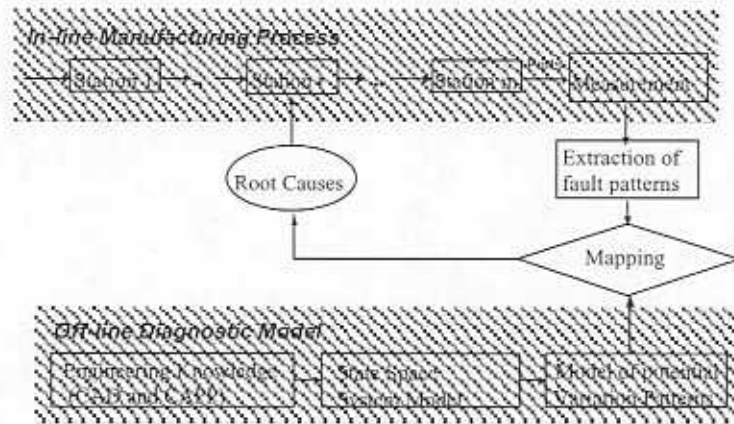 In-line Manufacturing Process
Station 1
Station i
Station m
Parts
Measurement
Extraction of
fault patterns
Root Causes
Mapping
Off-line Diagnostic Model
Engineering Knowledge
(CAD and CAPP)
State Space
System Model
Model of potential
Variation Patterns